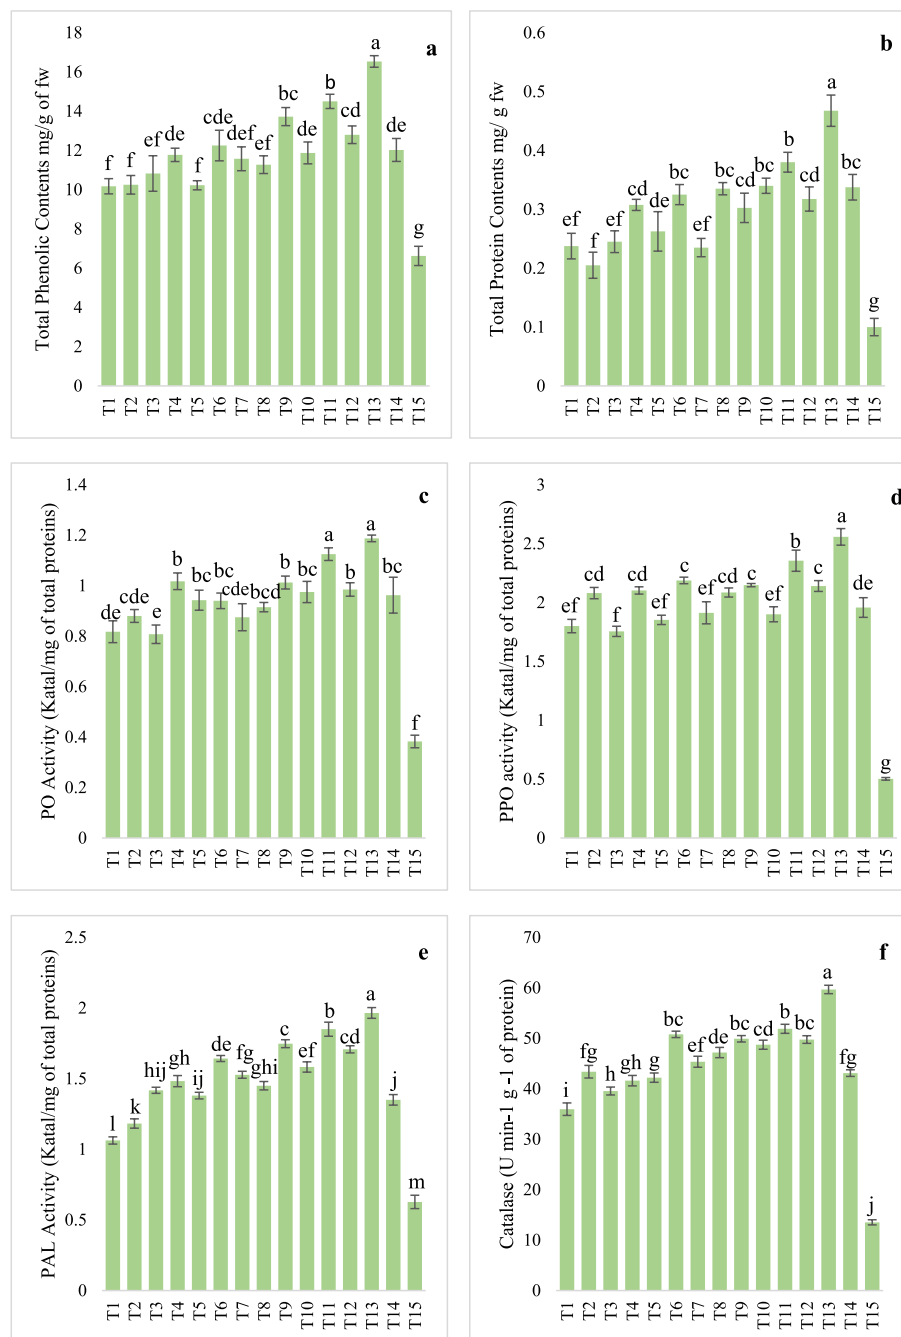 a
Total Phenolic Contents mg/g of fw
18
16
14
12
10
8
6
4
2
0
f f ef de f cde def ef bc de b cd a de g
T1 T2 T3 T4 T5 T6 T7 T8 T9 T10 T11 T12 T13 T14 T15
b
Total Protein Contents mg/ g fw
0.6
0.5
0.4
0.3
0.2
0.1
0
ef f ef cd de bc ef bc cd bc b cd a bc g
T1 T2 T3 T4 T5 T6 T7 T8 T9 T10 T11 T12 T13 T14 T15
c
PO Activity (Katal/mg of total proteins)
1.4
1.2
1
0.8
0.6
0.4
0.2
0
de cde e b bc bc cde bcd b bc a b a bc f
T1 T2 T3 T4 T5 T6 T7 T8 T9 T10 T11 T12 T13 T14 T15
d
PPO activity (Katal/mg of total proteins)
3
2.5
2
1.5
1
0.5
0
ef cd f cd ef c ef cd c ef b c a de g
T1 T2 T3 T4 T5 T6 T7 T8 T9 T10 T11 T12 T13 T14 T15
e
PAL Activity (Katal/mg of total proteins)
2.5
2
1.5
1
0.5
0
l k hij gh ij de fg ghi c ef b cd a j m
T1 T2 T3 T4 T5 T6 T7 T8 T9 T10 T11 T12 T13 T14 T15
f
Catalase (U min-1 g -1 of protein)
70
60
50
40
30
20
10
0
i fg h gh g bc ef de bc cd b bc a fg j
T1 T2 T3 T4 T5 T6 T7 T8 T9 T10 T11 T12 T13 T14 T15